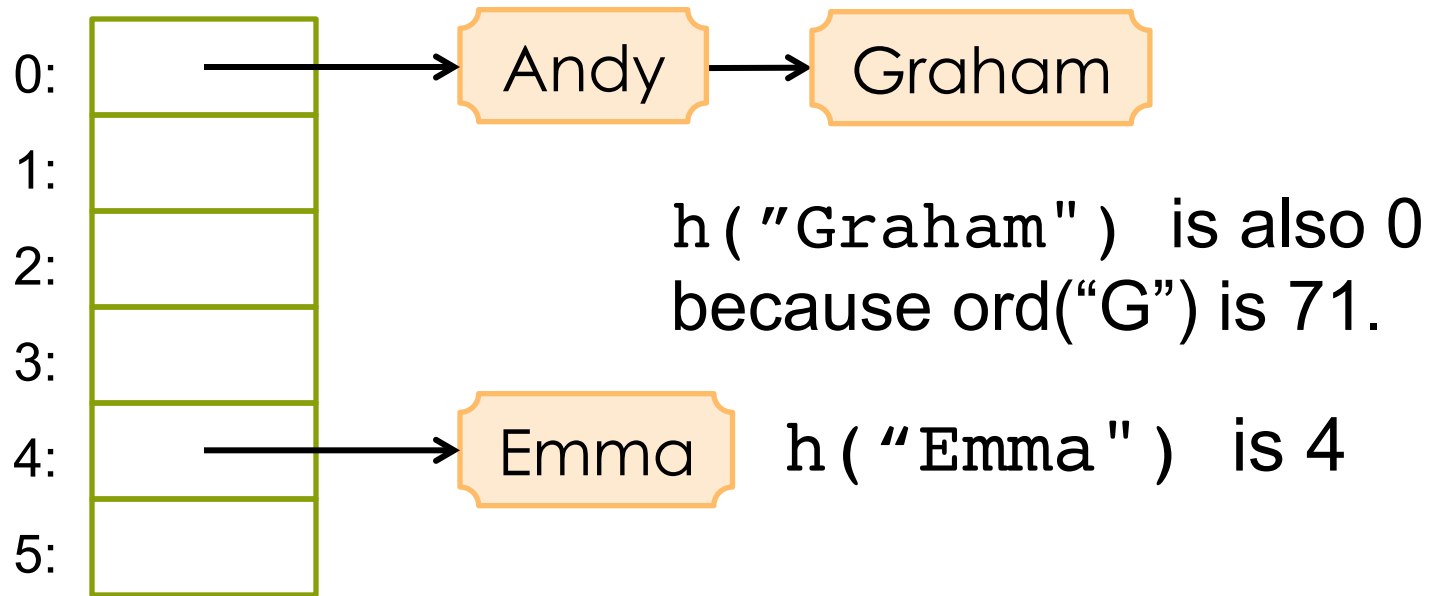 0:
Andy
Graham
1:
h(”Graham") is also 0
2:
because ord(“G”) is 71.
3:
4:
Emma
h(“Emma") is 4
5: